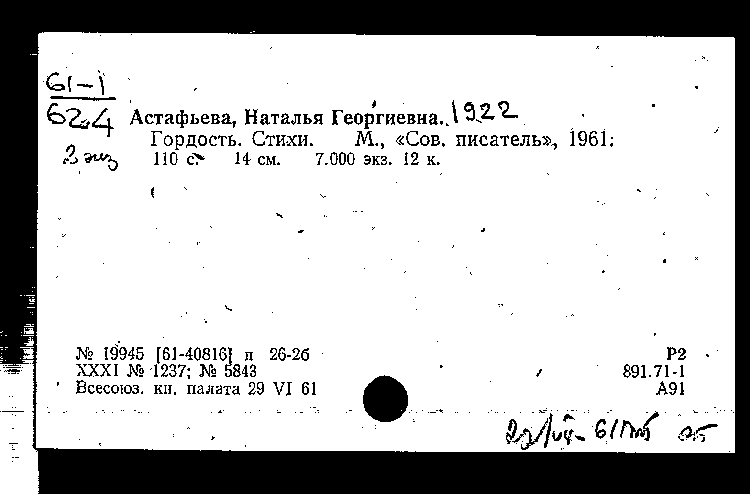 61-1
624
Астафьева, Наталья Георгиевна. 1922
Гордость. Стихи. М., «Сов. писатель», 1961.
2 экз
110 с. 14 см. 7.000 экз. 12 к.
№ 19945 [61-40816] п 26-26
Р2
XXXI № 1237; № 5843
891.71-1
Всесоюз. кн. палата 29 VI 61
А91